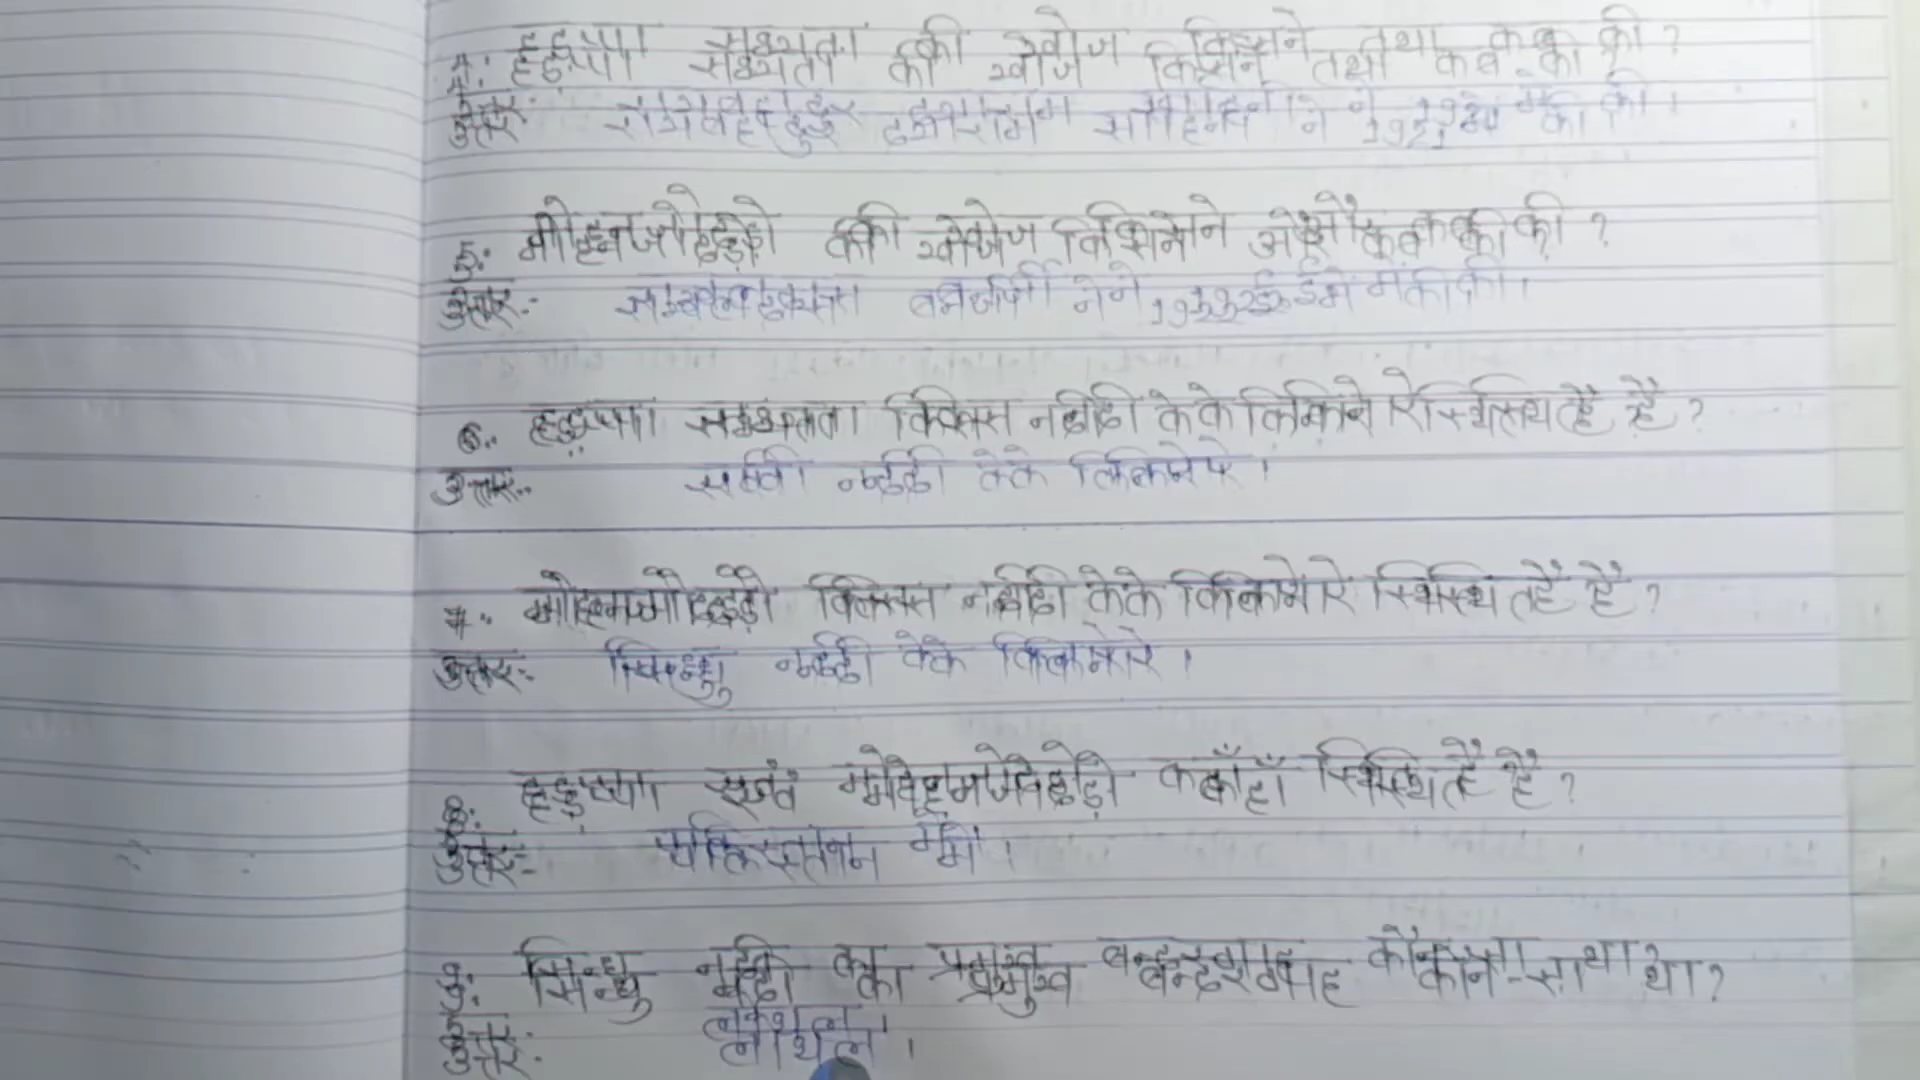 4. हड़प्पा सभ्यता की खोज किसने तथा कब की ?
उत्तर:- रायबहादुर दयाराम साहनी ने 1921 में की ।
5. मोहनजोदड़ो की खोज किसने और कब की ?
उत्तर:- बनर्जी ने 1922 ई. में की ।
6. हड़प्पा सभ्यता किस नदी के किनारे स्थित है ?
उत्तर:- रावी नदी के किनारे ।
7. मोहनजोदड़ो किस नदी के किनारे स्थित है ?
उत्तर:- सिन्धु नदी के किनारे ।
8. हड़प्पा एवं मोहनजोदड़ो कहाँ स्थित है ?
उत्तर:- पाकिस्तान में ।
9. सिन्धु नदी का प्रमुख बन्दरगाह कौन-सा था ?
उत्तर:- लोथल ।